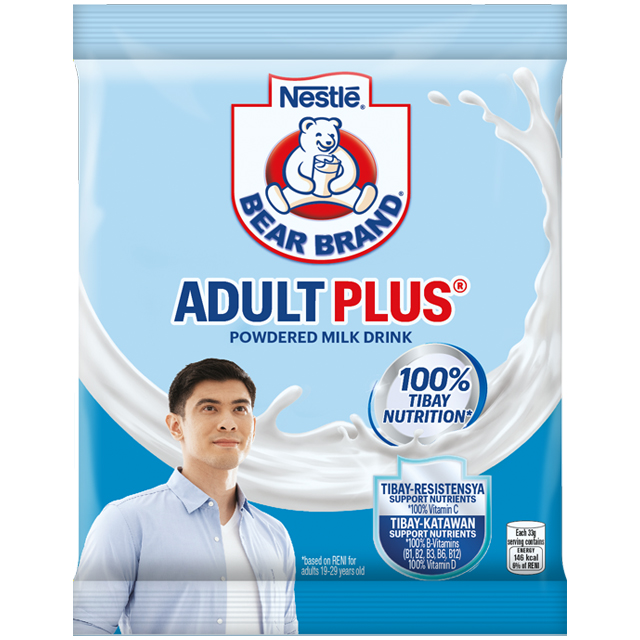 Nestlé®
BEAR BRAND®
ADULT PLUS®
POWDERED MILK DRINK
100%
TIBAY
NUTRITION*
TIBAY-RESISTENSYA
SUPPORT NUTRIENTS
*100% Vitamin C
TIBAY-KATAWAN
SUPPORT NUTRIENTS
*100% B-Vitamins
(B1, B2, B3, B6, B12)
100% Vitamin D
*based on RENI for
adults 19-29 years old
Each 33g
serving contains
ENERGY
146 kcal
6% of RENI